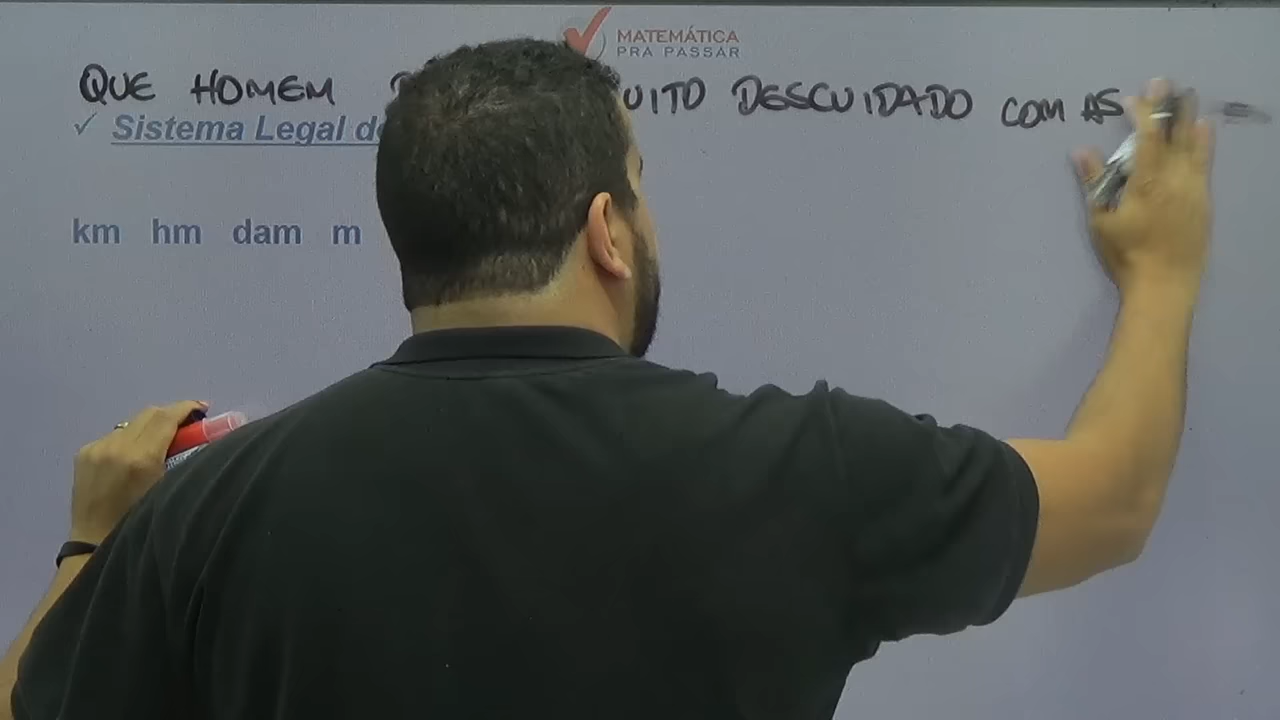 MATEMÁTICA
PRA PASSAR
QUE HOMEM UITO DESCUIDADO COM AS
✓ Sistema Legal d
km hm dam m